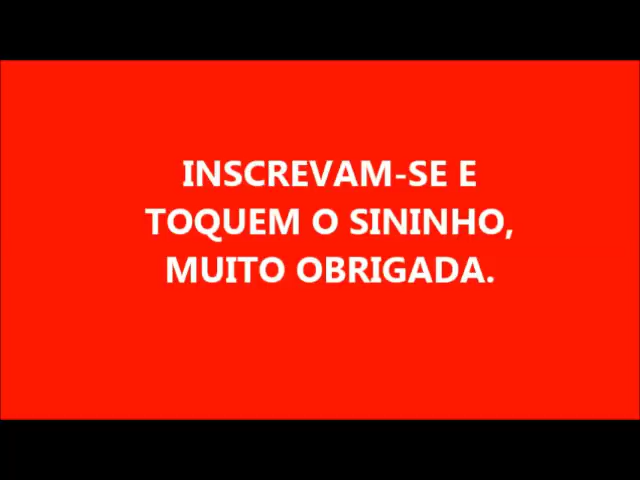 INSCREVAM-SE E
TOQUEM O SININHO,
MUITO OBRIGADA.